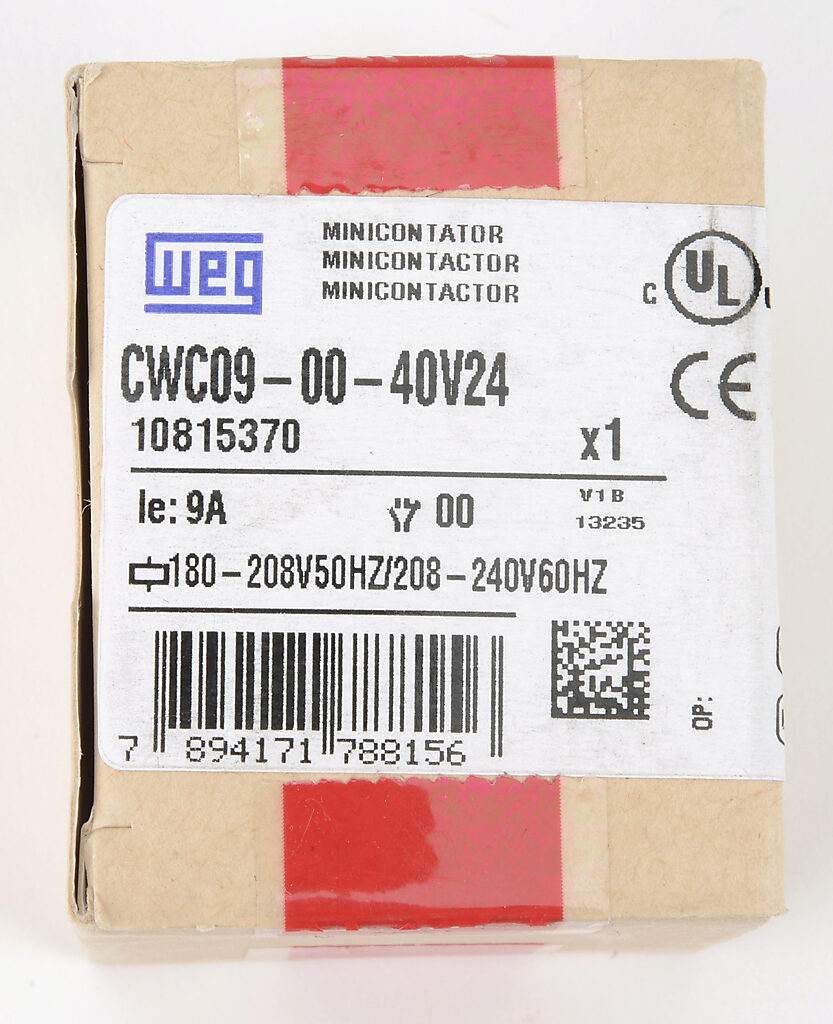 weg
MINICONTATOR
MINICONTACTOR
MINICONTACTOR
C UL
CE
CWC09-00-40V24
10815370
x1
Ie: 9A
00
V1B
13235
180-208V50HZ/208-240V60HZ
OP:
7 894171 788156